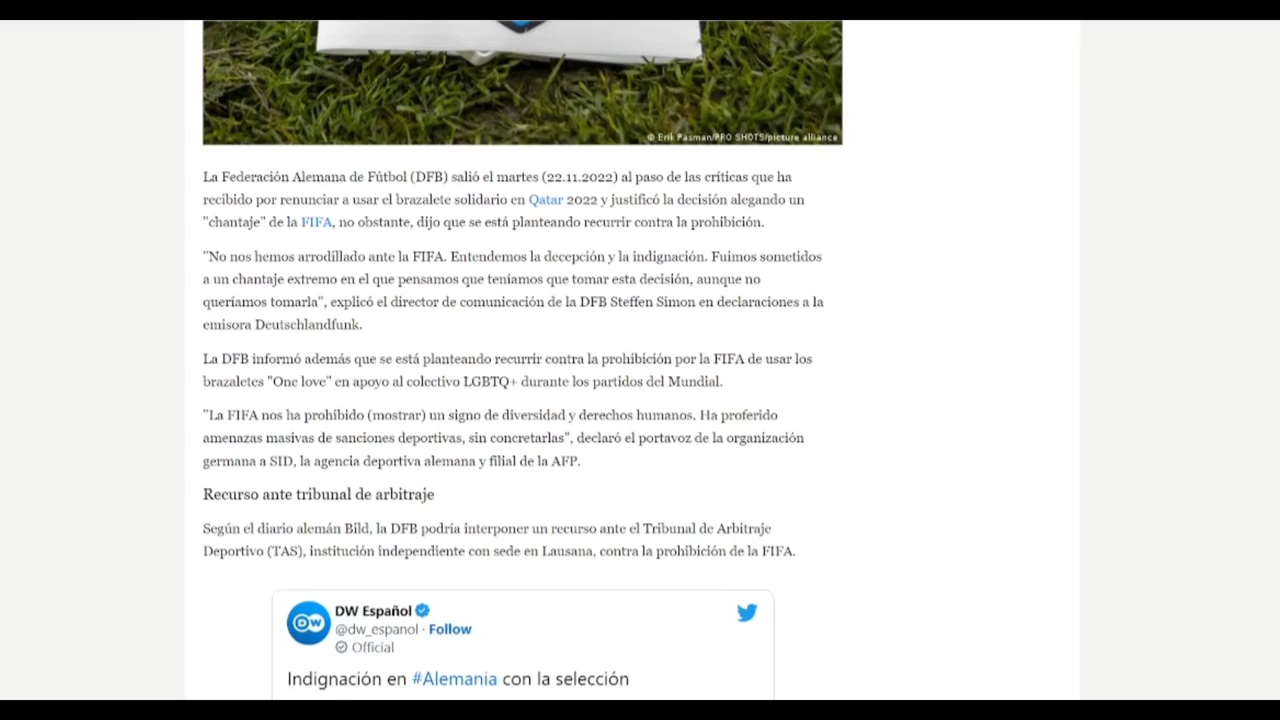 © Erik Pasman/PRO SHOTS/picture alliance
La Federación Alemana de Fútbol (DFB) salió el martes (22.11.2022) al paso de las críticas que ha
recibido por renunciar a usar el brazalete solidario en Qatar 2022 y justificó la decisión alegando un
"chantaje" de la FIFA, no obstante, dijo que se está planteando recurrir contra la prohibición.
"No nos hemos arrodillado ante la FIFA. Entendemos la decepción y la indignación. Fuimos sometidos
a un chantaje extremo en el que pensamos que teníamos que tomar esta decisión, aunque no
queríamos tomarla", explicó el director de comunicación de la DFB Steffen Simon en declaraciones a la
emisora Deutschlandfunk.
La DFB informó además que se está planteando recurrir contra la prohibición por la FIFA de usar los
brazaletes "One love" en apoyo al colectivo LGBTQ+ durante los partidos del Mundial.
"La FIFA nos ha prohibido (mostrar) un signo de diversidad y derechos humanos. Ha proferido
amenazas masivas de sanciones deportivas, sin concretarlas", declaró el portavoz de la organización
germana a SID, la agencia deportiva alemana y filial de la AFP.
Recurso ante tribunal de arbitraje
Según el diario alemán Bild, la DFB podría interponer un recurso ante el Tribunal de Arbitraje
Deportivo (TAS), institución independiente con sede en Lausana, contra la prohibición de la FIFA.
DW Español
DW @dw_espanol · Follow
Official
Indignación en #Alemania con la selección